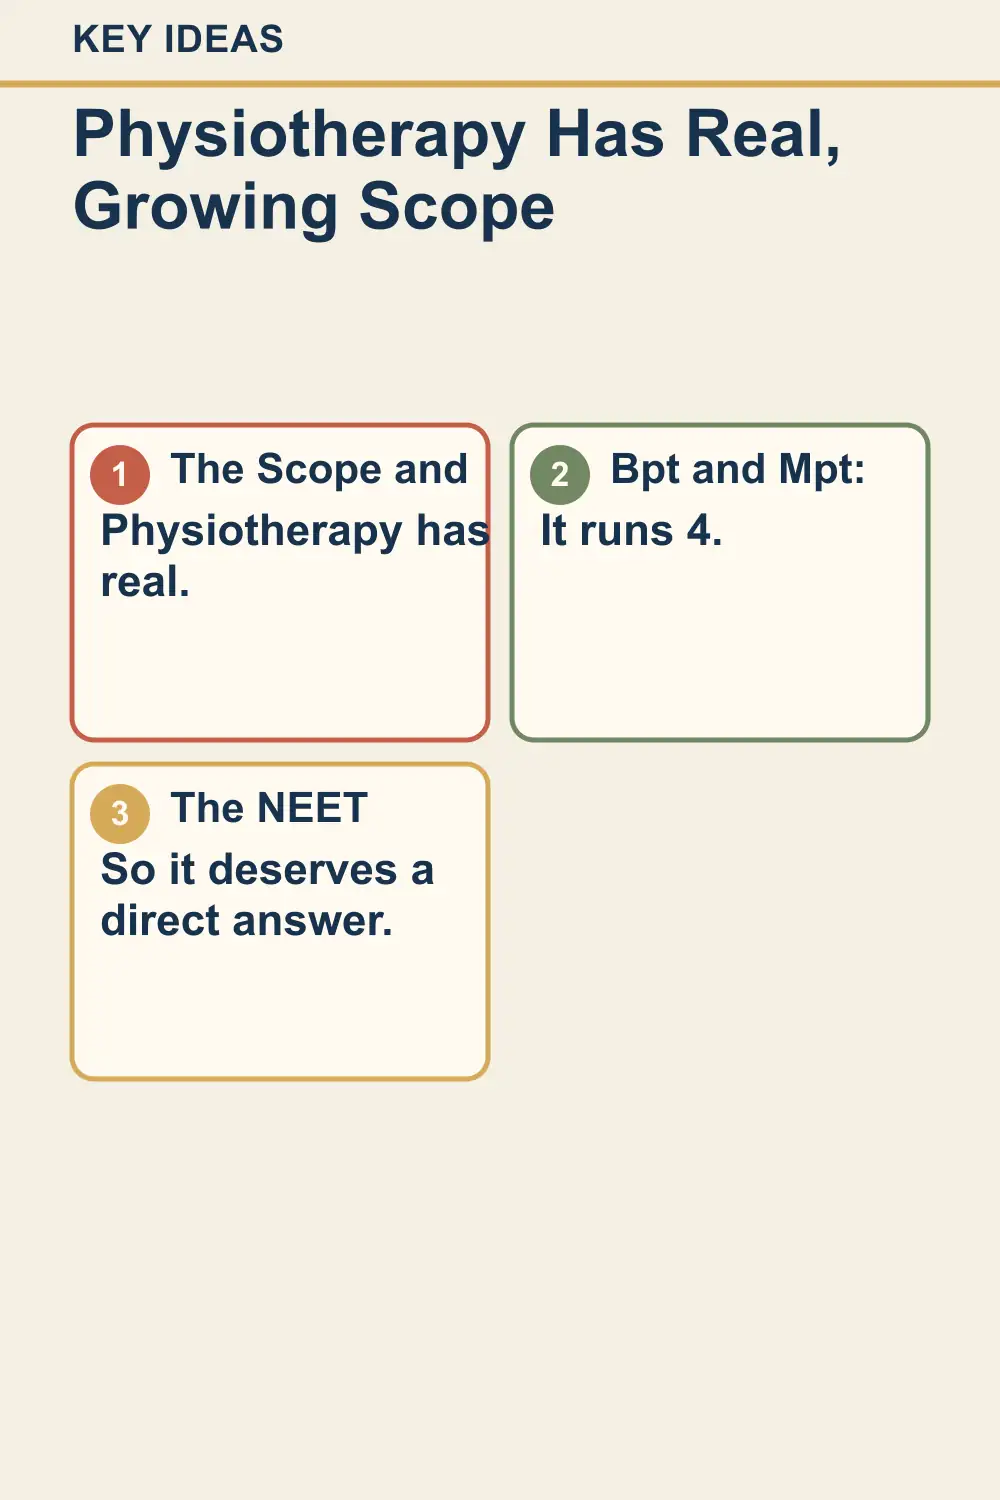 KEY IDEAS
Physiotherapy Has Real,
Growing Scope
1 The Scope and
Physiotherapy has
real.
2 Bpt and Mpt:
It runs 4.
3 The NEET
So it deserves a
direct answer.